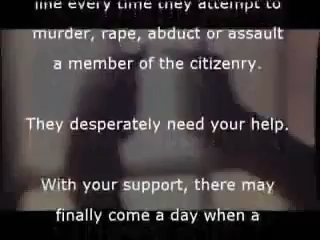 line every time they attempt to
murder, rape, abduct or assault
a member of the citizenry.
They desperately need your help.
With your support, there may
finally come a day when a